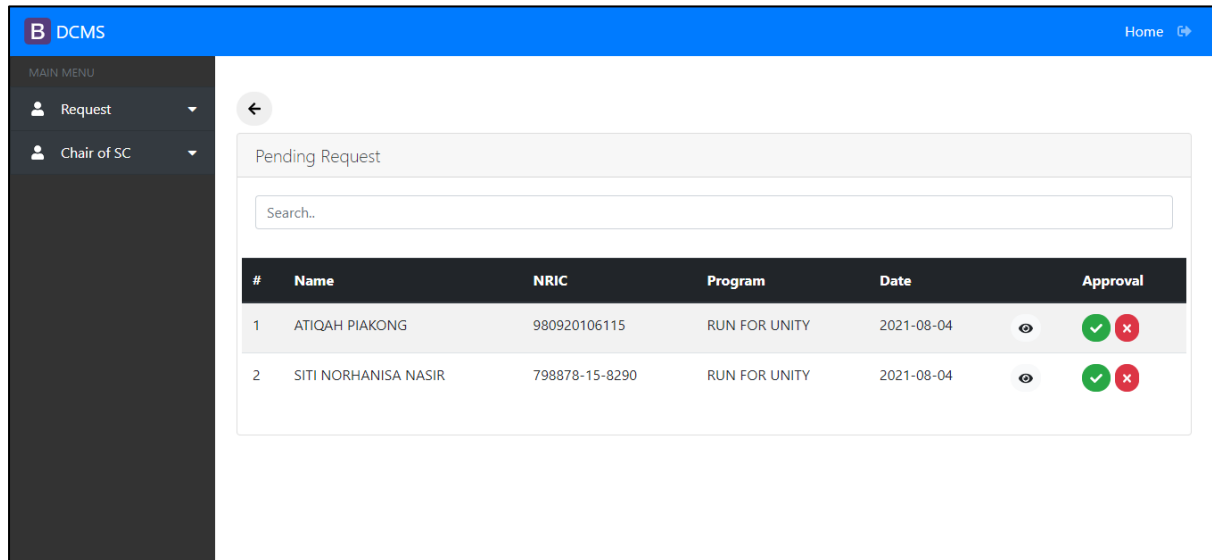 B DCMS Home
MAIN MENU
Request
Chair of SC
Pending Request
Search..
# Name NRIC Program Date Approval
1 ATIQAH PIAKONG 980920106115 RUN FOR UNITY 2021-08-04
2 SITI NORHANISA NASIR 798878-15-8290 RUN FOR UNITY 2021-08-04